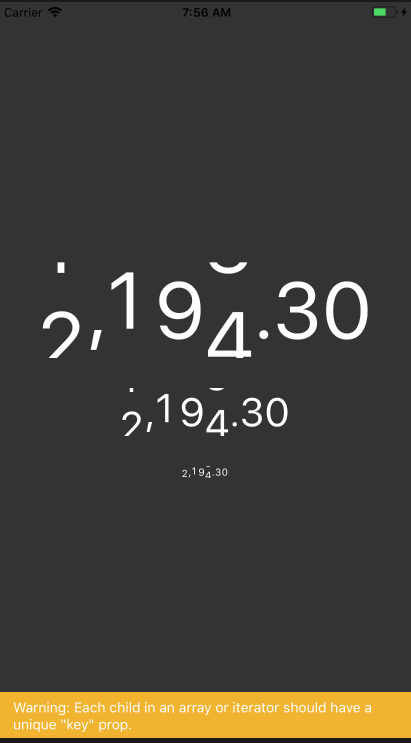 Carrier 7:56 AM
2,194.30
2,194.30
2,194.30
Warning: Each child in an array or iterator should have a
unique "key" prop.